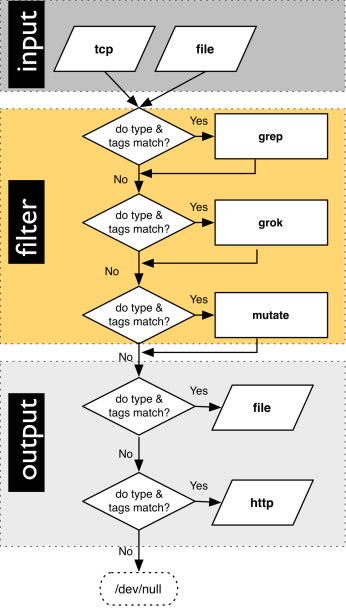 input
tcp
file
filter
do type &
tags match?
Yes
grep
No
do type &
tags match?
Yes
grok
No
do type &
tags match?
Yes
mutate
No
output
do type &
tags match?
Yes
file
No
do type &
tags match?
Yes
http
No
/dev/null